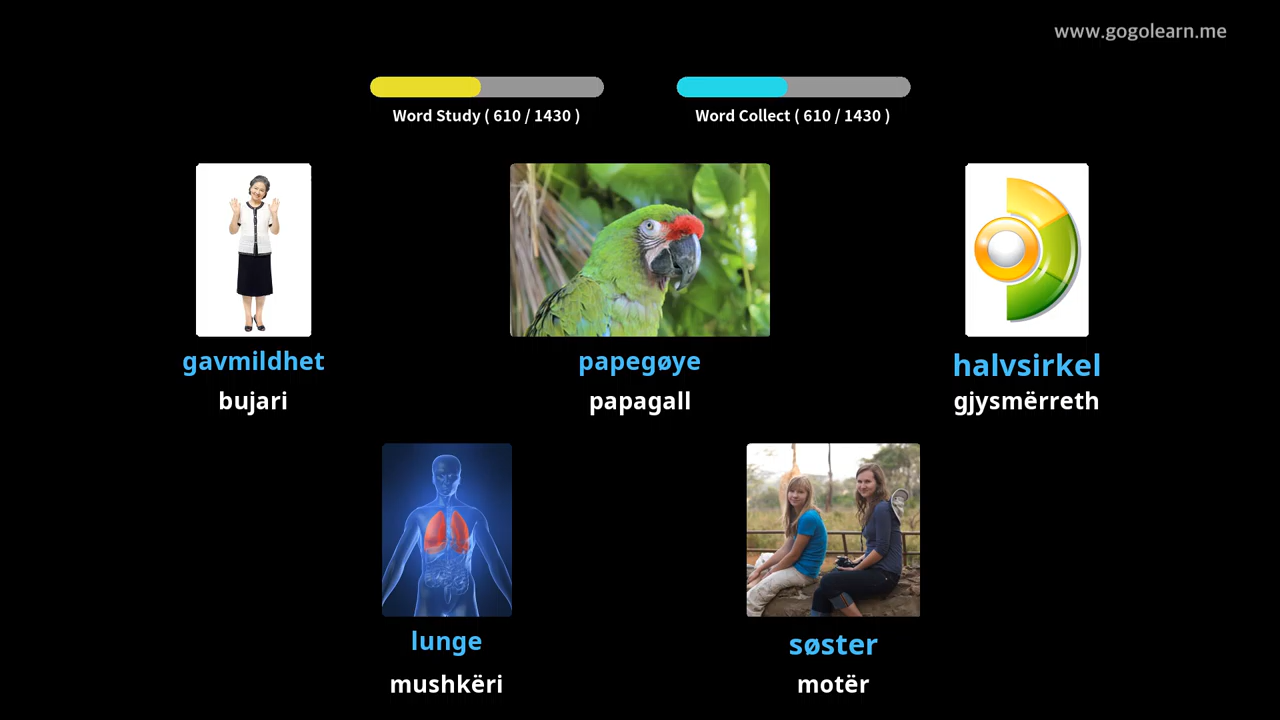 www.gogolearn.me
Word Study ( 610 / 1430 )
Word Collect ( 610 / 1430 )
gavmildhet
bujari
papegøye
papagall
halvsirkel
gjysmërreth
lunge
mushkëri
søster
motër